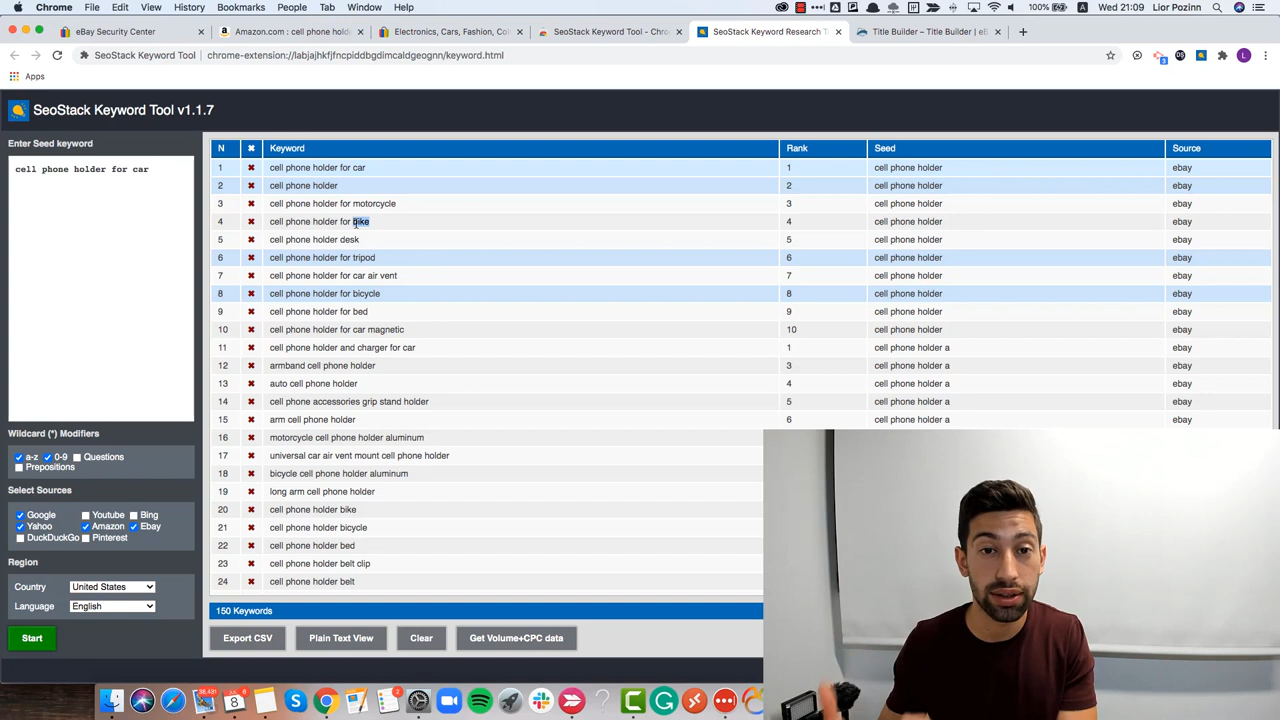 Chrome File Edit View History Bookmarks People Tab Window Help 100% Wed 21:09 Lior Pozinn
eBay Security Center
Amazon.com : cell phone hold
Electronics, Cars, Fashion, Col
SeoStack Keyword Tool - Chro
SeoStack Keyword Research T
Title Builder – Title Builder | eB
SeoStack Keyword Tool chrome-extension://labjajhkfjfncpiddbgdimcaldgeognn/keyword.html
Apps
SeoStack Keyword Tool v1.1.7
Enter Seed keyword
cell phone holder for car
Wildcard (*) Modifiers
a-z 0-9 Questions
Prepositions
Select Sources
Google Youtube Bing
Yahoo Amazon Ebay
DuckDuckGo Pinterest
Region
Country United States
Language English
Start
N Keyword Rank Seed Source
1 cell phone holder for car 1 cell phone holder ebay
2 cell phone holder 2 cell phone holder ebay
3 cell phone holder for motorcycle 3 cell phone holder ebay
4 cell phone holder for bike 4 cell phone holder ebay
5 cell phone holder desk 5 cell phone holder ebay
6 cell phone holder for tripod 6 cell phone holder ebay
7 cell phone holder for car air vent 7 cell phone holder ebay
8 cell phone holder for bicycle 8 cell phone holder ebay
9 cell phone holder for bed 9 cell phone holder ebay
10 cell phone holder for car magnetic 10 cell phone holder ebay
11 cell phone holder and charger for car 1 cell phone holder a ebay
12 armband cell phone holder 3 cell phone holder a ebay
13 auto cell phone holder 4 cell phone holder a ebay
14 cell phone accessories grip stand holder 5 cell phone holder a ebay
15 arm cell phone holder 6 cell phone holder a ebay
16 motorcycle cell phone holder aluminum
17 universal car air vent mount cell phone holder
18 bicycle cell phone holder aluminum
19 long arm cell phone holder
20 cell phone holder bike
21 cell phone holder bicycle
22 cell phone holder bed
23 cell phone holder belt clip
24 cell phone holder belt
150 Keywords
Export CSV Plain Text View Clear Get Volume+CPC data